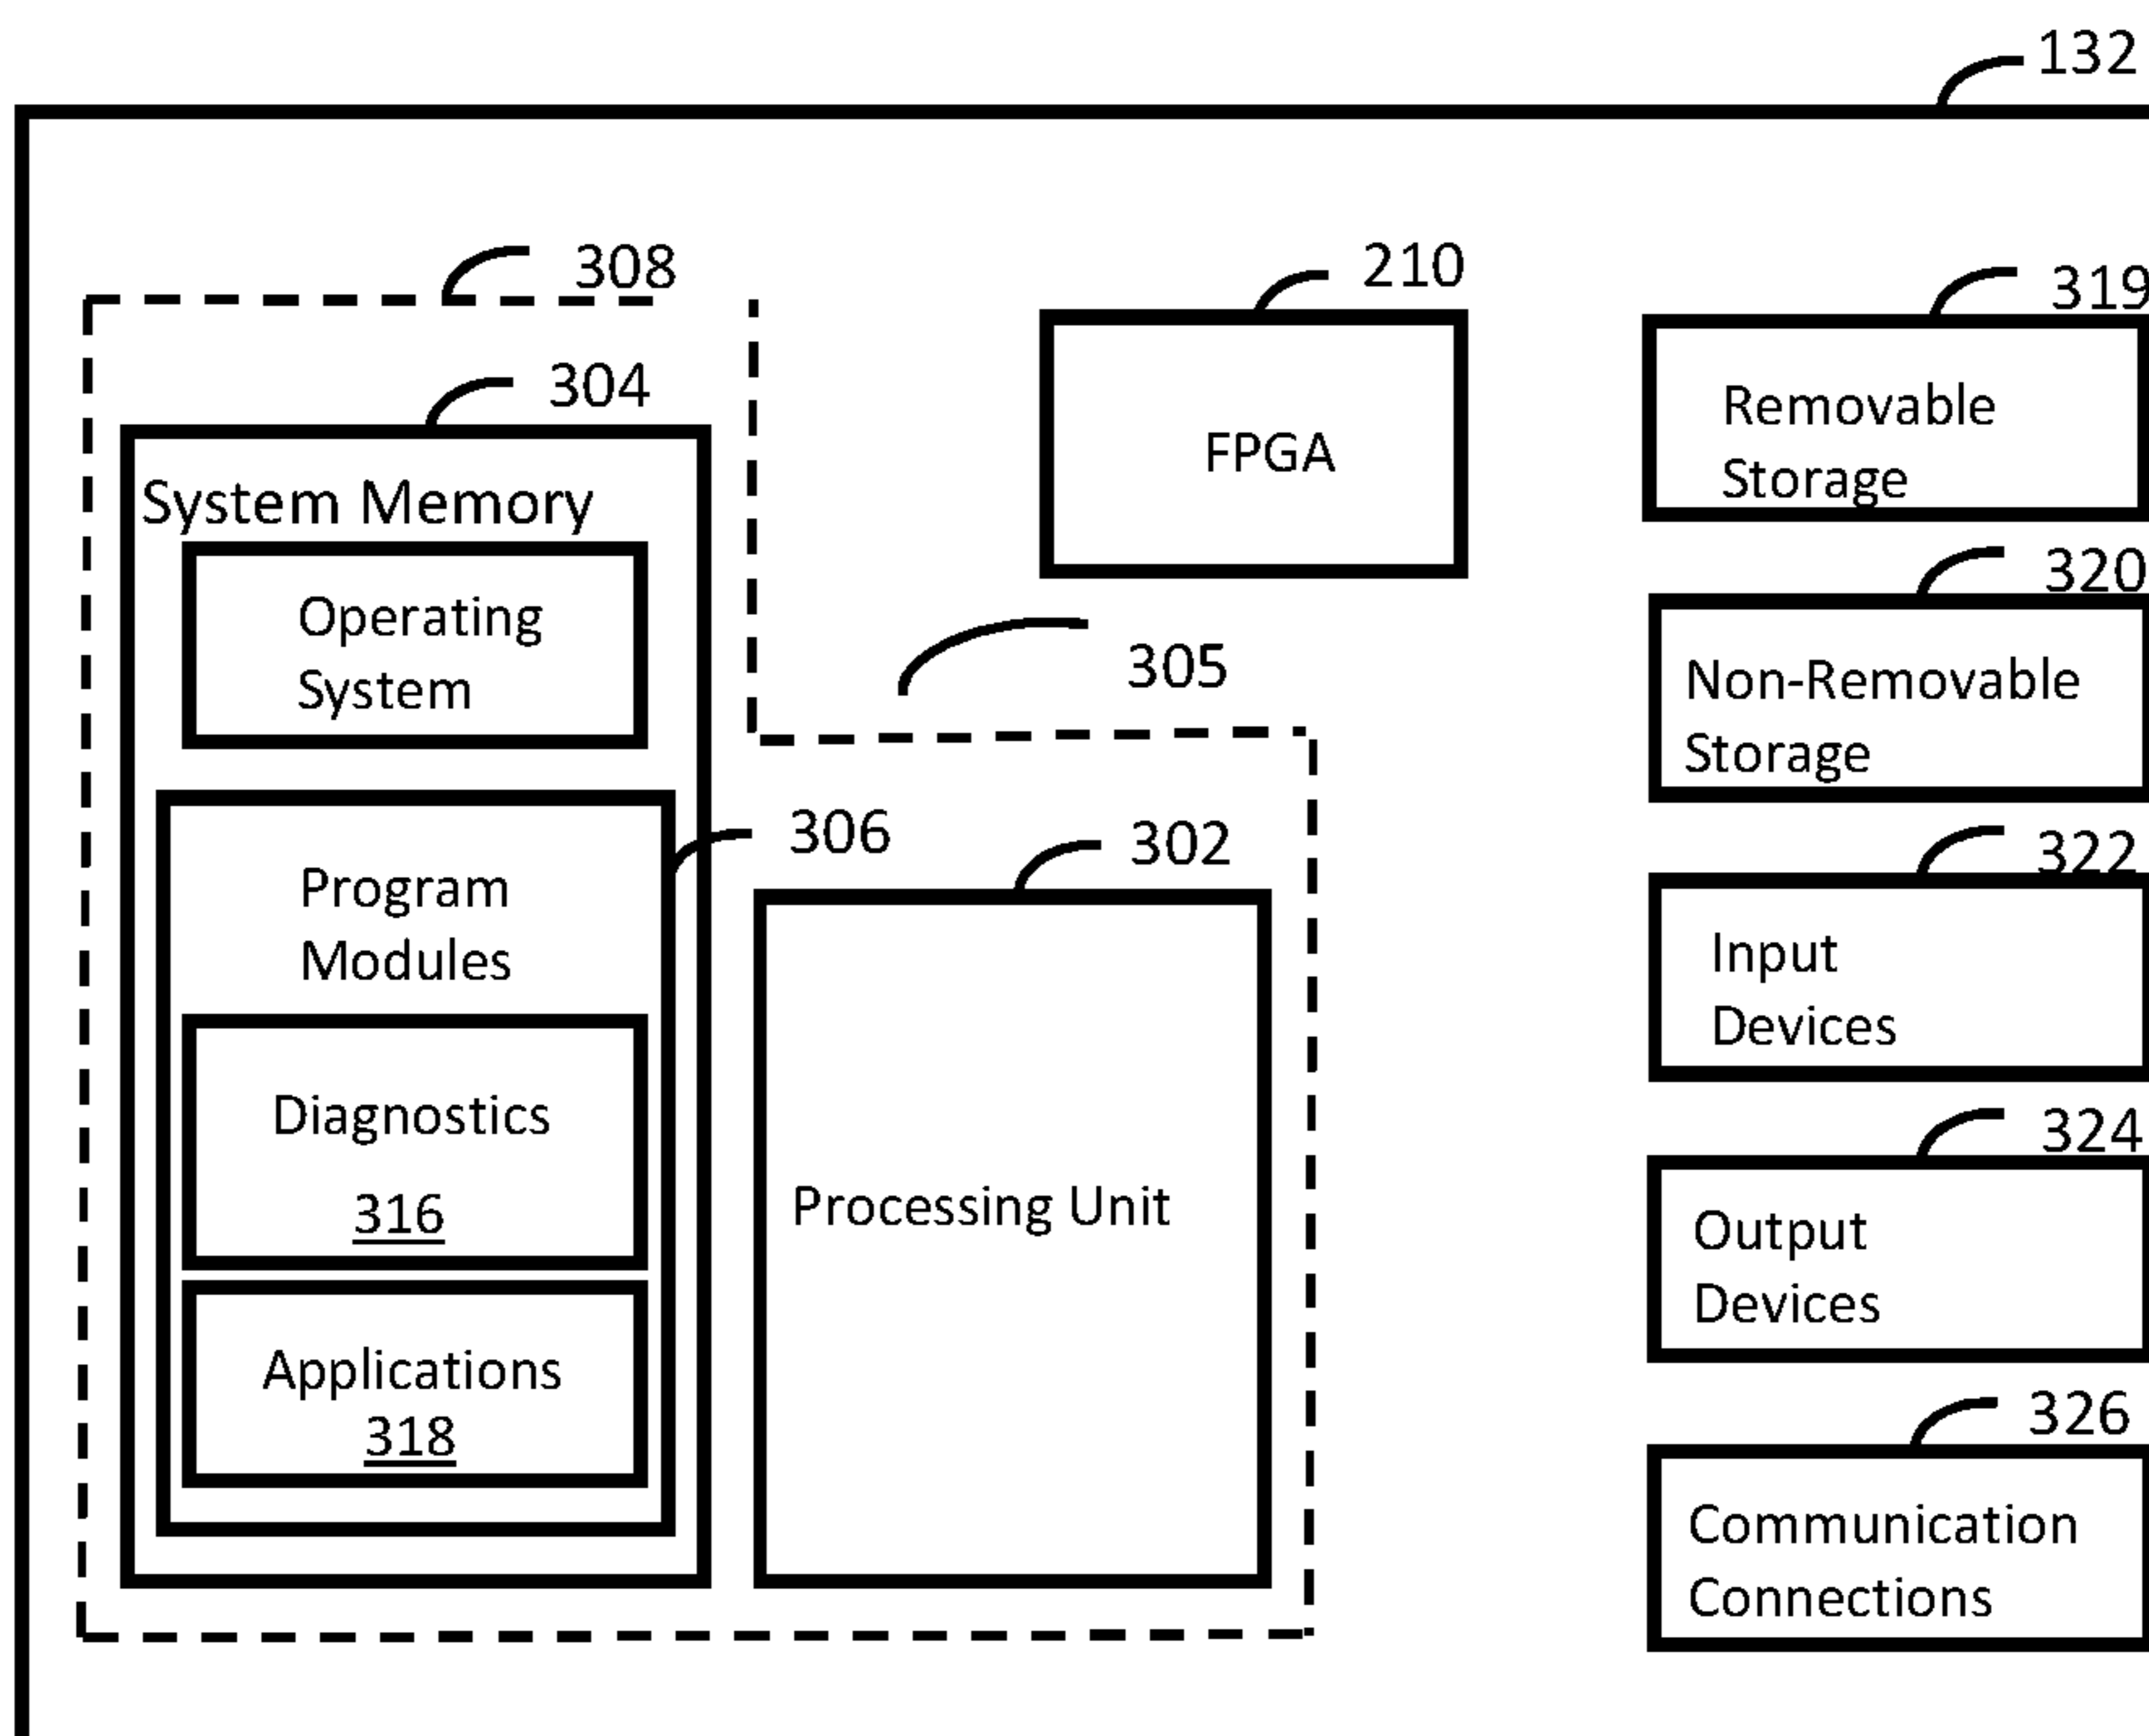 132
308
210
319
304
System Memory
FPGA
Removable
Storage
Operating
System
305
320
Non-Removable
Storage
306
302
322
Program
Modules
Input
Devices
Diagnostics
316
Processing Unit
324
Output
Devices
Applications
318
326
Communication
Connections